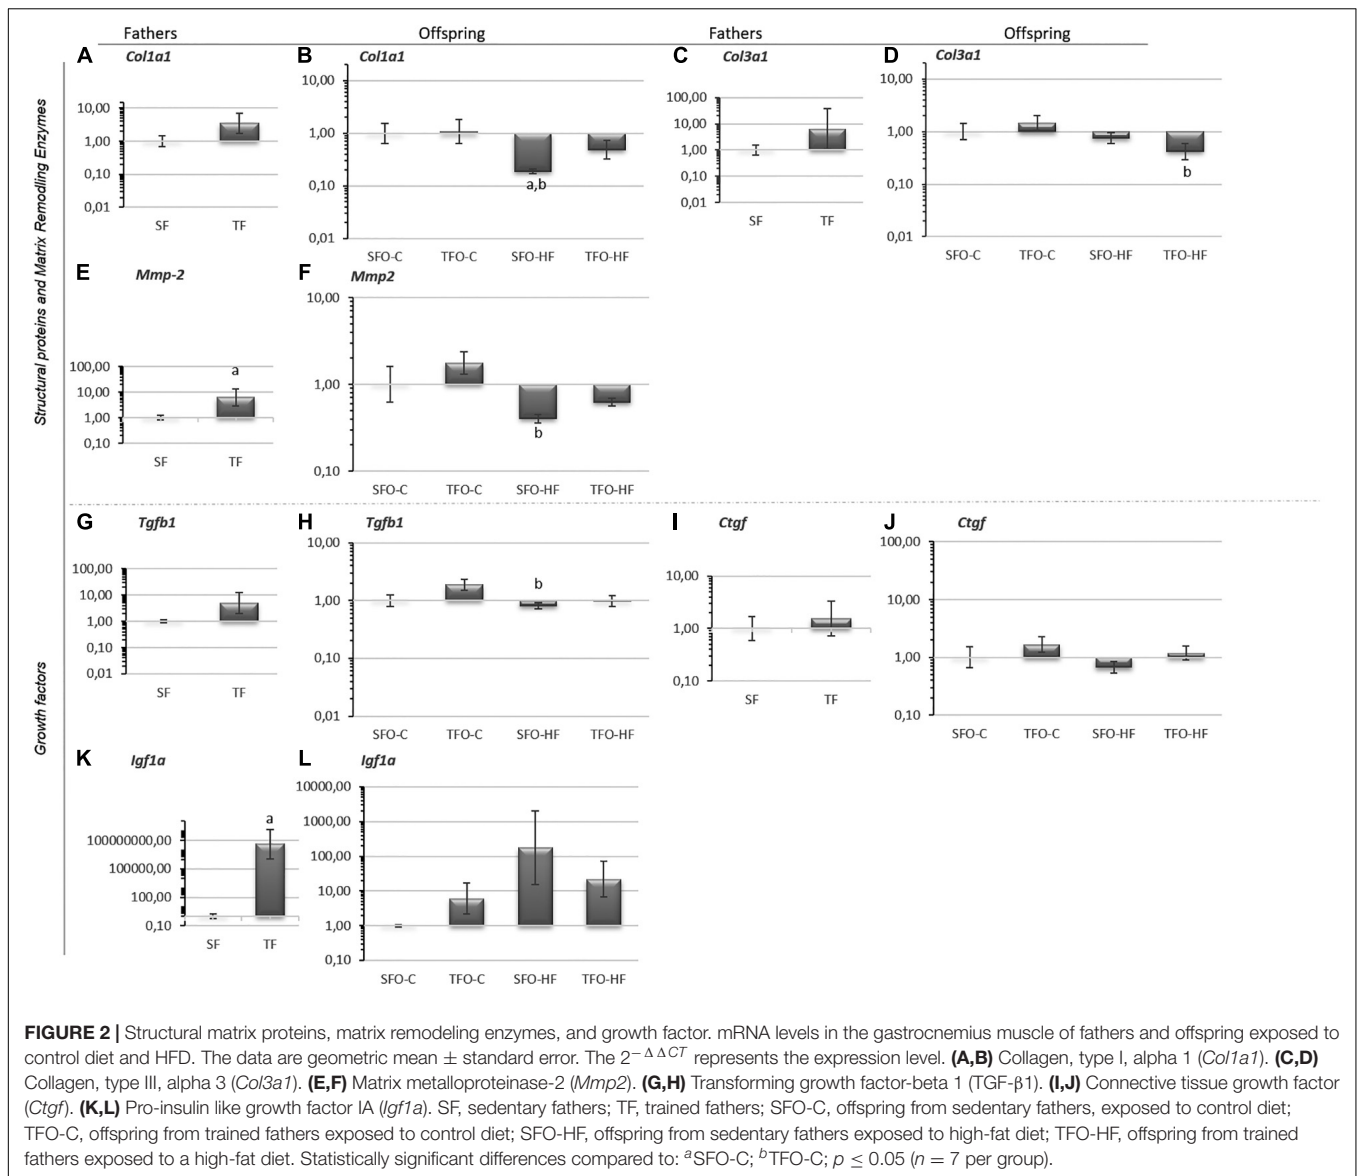 Fathers Offspring Fathers Offspring
Structural proteins and Matrix Remodling Enzymes
A Col1a1
10,00
1,00
0,10
0,01
SF TF
B Col1a1
10,00
1,00
0,10
0,01
a,b
SFO-C TFO-C SFO-HF TFO-HF
C Col3a1
100,00
10,00
1,00
0,10
0,01
SF TF
D Col3a1
10,00
1,00
0,10
0,01
b
SFO-C TFO-C SFO-HF TFO-HF
E Mmp-2
100,00
10,00
1,00
0,10
a
SF TF
F Mmp2
10,00
1,00
0,10
b
SFO-C TFO-C SFO-HF TFO-HF
Growth factors
G Tgfb1
100,00
10,00
1,00
0,10
0,01
SF TF
H Tgfb1
10,00
1,00
0,10
0,01
b
SFO-C TFO-C SFO-HF TFO-HF
I Ctgf
10,00
1,00
0,10
SF TF
J Ctgf
100,00
10,00
1,00
0,10
SFO-C TFO-C SFO-HF TFO-HF
K Igf1a
100000000,00
100000,00
100,00
0,10
a
SF TF
L Igf1a
10000,00
1000,00
100,00
10,00
1,00
0,10
SFO-C TFO-C SFO-HF TFO-HF
FIGURE 2 | Structural matrix proteins, matrix remodeling enzymes, and growth factor. mRNA levels in the gastrocnemius muscle of fathers and offspring exposed to
control diet and HFD. The data are geometric mean ± standard error. The 2^−ΔΔCT represents the expression level. (A,B) Collagen, type I, alpha 1 (Col1a1). (C,D)
Collagen, type III, alpha 3 (Col3a1). (E,F) Matrix metalloproteinase-2 (Mmp2). (G,H) Transforming growth factor-beta 1 (TGF-β1). (I,J) Connective tissue growth factor
(Ctgf). (K,L) Pro-insulin like growth factor IA (Igf1a). SF, sedentary fathers; TF, trained fathers; SFO-C, offspring from sedentary fathers, exposed to control diet;
TFO-C, offspring from trained fathers exposed to control diet; SFO-HF, offspring from sedentary fathers exposed to high-fat diet; TFO-HF, offspring from trained
fathers exposed to a high-fat diet. Statistically significant differences compared to: ᵃSFO-C; ᵇTFO-C; p ≤ 0.05 (n = 7 per group).